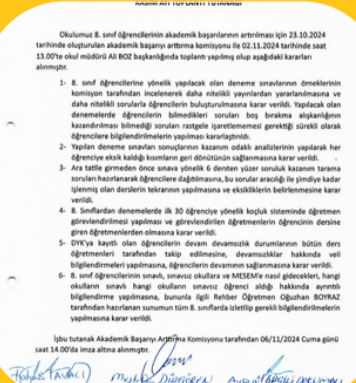 KASIM AYI TOPLANTI TUTANAĞI
Okulumuz 8. sınıf öğrencilerinin akademik başarılarının artırılması için 23.10.2024
tarihinde oluşturulan akademik başarıyı arttırma komisyonu ile 02.11.2024 tarihinde saat
13.00'te okul müdürü Ali BOZ başkanlığında toplantı yapılmış olup aşağıdaki kararları
alınmıştır.
1- 8. sınıf öğrencilerine yönelik yapılacak olan deneme sınavlarının örneklerinin
komisyon tarafından incelenerek daha nitelikli yayınlardan yararlanılmasına ve
daha nitelikli sorularla öğrencilerin buluşturulmasına karar verildi. Yapılacak olan
denemelerde öğrencilerin bilmedikleri soruları boş bırakma alışkanlığının
kazandırılması bilmediği soruları rastgele işaretlememesi gerektiği sürekli olarak
öğrencilere bilgilendirilmelerin yapılması kararlaştırıldı.
2- Yapılan deneme sınavları sonuçlarının kazanım odaklı analizlerinin yapılarak her
öğrenciye eksik kaldığı kısımların geri dönütünün sağlanmasına karar verildi.
3- Ara tatile girmeden önce sınava yönelik 6 dersten yüzer soruluk kazanım tarama
soruları hazırlanarak öğrencilere dağıtılmasına, bu sorular aracılığı ile şimdiye kadar
işlenmiş olan derslerin tekrarının yapılmasına ve eksikliklerin belirlenmesine karar
verildi.
4- 8. Sınıflardan denemelerde ilk 30 öğrenciye yönelik koçluk sisteminde öğretmen
görevlendirilmesi yapılması ve görevlendirilen öğretmenlerin öğrencinin dersine
giren öğretmenlerden olmasına karar verildi.
5- DYK'ya kayıtlı olan öğrencilerin devam devamsızlık durumlarının bütün ders
öğretmenleri tarafından takip edilmesine, devamsızlıklar hakkında veli
bilgilendirmeleri yapılmasına, öğrencilerin devamının sağlanmasına karar verildi.
6- 8. sınıf öğrencilerinin sınavlı, sınavsız okullara ve MESEM'e nasıl gidecekleri, hangi
okulların sınavlı hangi okulların sınavsız öğrenci aldığı hakkında ayrıntılı
bilgilendirme yapılmasına, bununla ilgili Rehber Öğretmen Oğuzhan BOYRAZ
tarafından hazırlanan sunumun tüm 8. sınıflarda izletilip gerekli bilgilendirmelerin
yapılmasına karar verildi.
İşbu tutanak Akademik Başarıyı Arttırma Komisyonu tarafından 06/11/2024 Cuma günü
saat 14.00'da imza altına alınmıştır.